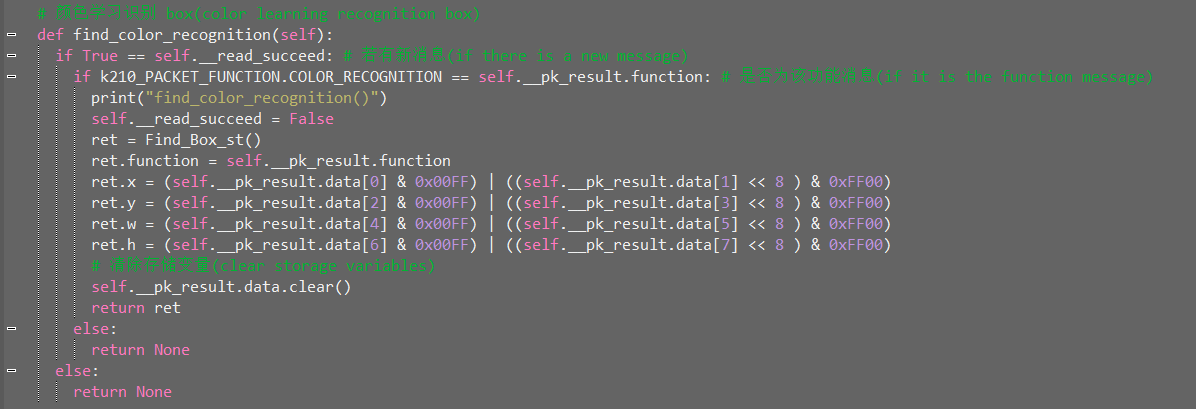 # 颜色学习识别 box(color learning recognition box)
def find_color_recognition(self):
if True == self.__read_succeed: # 若有新消息(if there is a new message)
if k210_PACKET_FUNCTION.COLOR_RECOGNITION == self.__pk_result.function: # 是否为该功能消息(if it is the function message)
print("find_color_recognition()")
self.__read_succeed = False
ret = Find_Box_st()
ret.function = self.__pk_result.function
ret.x = (self.__pk_result.data[0] & 0x00FF) | ((self.__pk_result.data[1] << 8 ) & 0xFF00)
ret.y = (self.__pk_result.data[2] & 0x00FF) | ((self.__pk_result.data[3] << 8 ) & 0xFF00)
ret.w = (self.__pk_result.data[4] & 0x00FF) | ((self.__pk_result.data[5] << 8 ) & 0xFF00)
ret.h = (self.__pk_result.data[6] & 0x00FF) | ((self.__pk_result.data[7] << 8 ) & 0xFF00)
# 清除存储变量(clear storage variables)
self.__pk_result.data.clear()
return ret
else:
return None
else:
return None